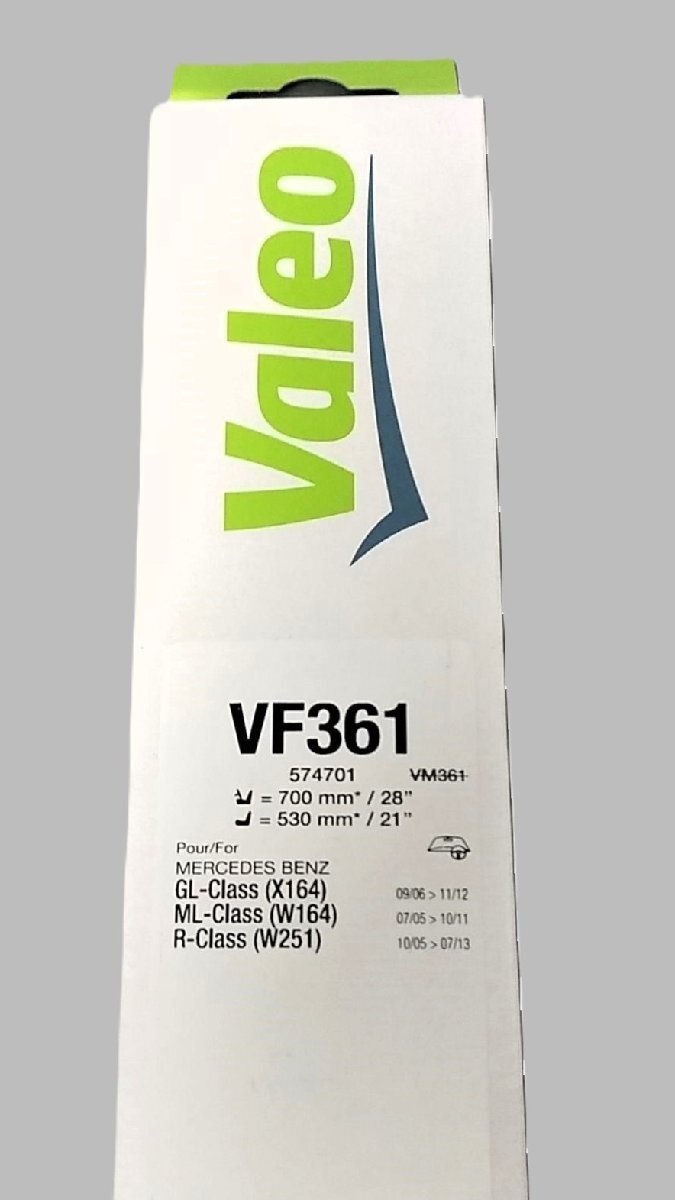 Valeo
VF361
574701 VM361
= 700 mm* / 28"
= 530 mm* / 21"
Pour/For
MERCEDES BENZ
GL-Class (X164) 09/06 > 11/12
ML-Class (W164) 07/05 > 10/11
R-Class (W251) 10/05 > 07/13